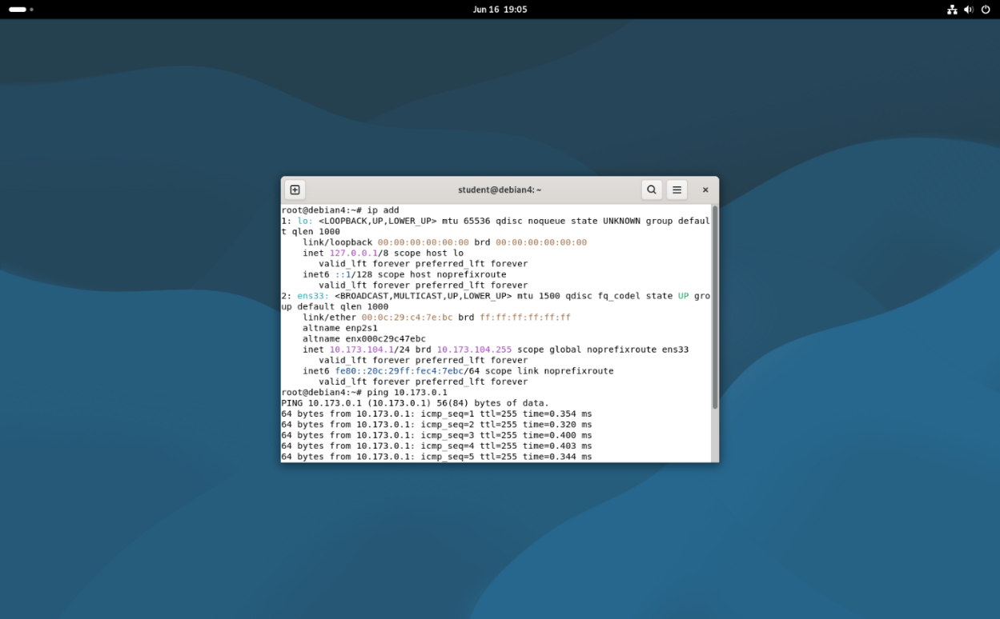 Jun 16 19:05
student@debian4: ~
root@debian4:~# ip add
1: lo: <LOOPBACK,UP,LOWER_UP> mtu 65536 qdisc noqueue state UNKNOWN group defaul
t qlen 1000
    link/loopback 00:00:00:00:00:00 brd 00:00:00:00:00:00
    inet 127.0.0.1/8 scope host lo
       valid_lft forever preferred_lft forever
    inet6 ::1/128 scope host noprefixroute
       valid_lft forever preferred_lft forever
2: ens33: <BROADCAST,MULTICAST,UP,LOWER_UP> mtu 1500 qdisc fq_codel state UP gro
up default qlen 1000
    link/ether 00:0c:29:c4:7e:bc brd ff:ff:ff:ff:ff:ff
    altname enp2s1
    altname enx000c29c47ebc
    inet 10.173.104.1/24 brd 10.173.104.255 scope global noprefixroute ens33
       valid_lft forever preferred_lft forever
    inet6 fe80::20c:29ff:fec4:7ebc/64 scope link noprefixroute
       valid_lft forever preferred_lft forever
root@debian4:~# ping 10.173.0.1
PING 10.173.0.1 (10.173.0.1) 56(84) bytes of data.
64 bytes from 10.173.0.1: icmp_seq=1 ttl=255 time=0.354 ms
64 bytes from 10.173.0.1: icmp_seq=2 ttl=255 time=0.320 ms
64 bytes from 10.173.0.1: icmp_seq=3 ttl=255 time=0.400 ms
64 bytes from 10.173.0.1: icmp_seq=4 ttl=255 time=0.403 ms
64 bytes from 10.173.0.1: icmp_seq=5 ttl=255 time=0.344 ms